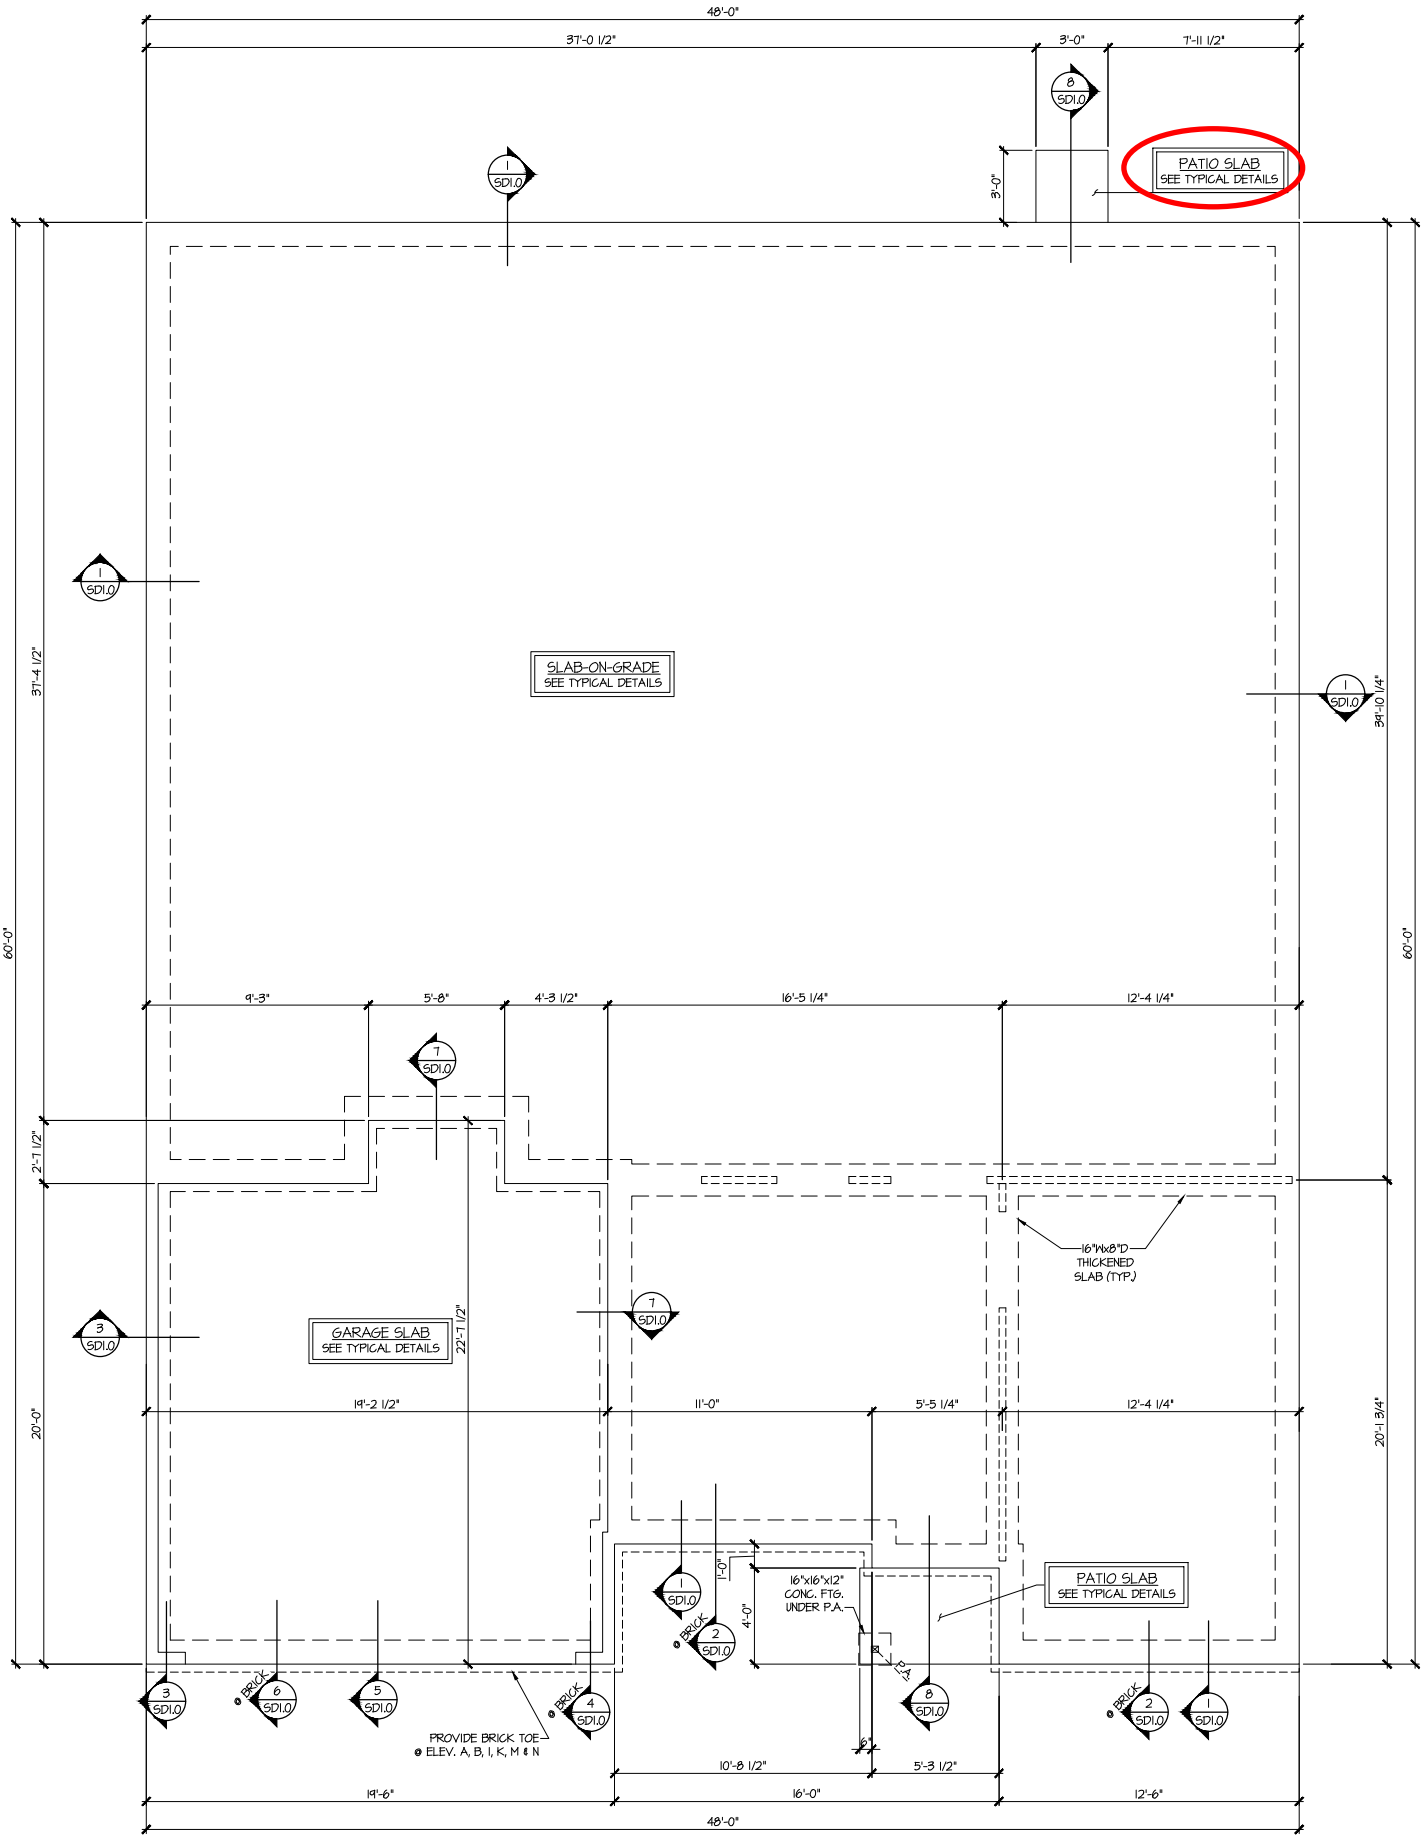 48'-0"
37'-0 1/2"
3'-0"
7'-11 1/2"
8
SD1.0
1
SD1.0
3'-0"
PATIO SLAB
SEE TYPICAL DETAILS
1
SD1.0
37'-4 1/2"
SLAB-ON-GRADE
SEE TYPICAL DETAILS
1
SD1.0
39'-10 1/4"
60'-0"
60'-0"
9'-3"
5'-8"
4'-3 1/2"
16'-5 1/4"
12'-4 1/4"
7
SD1.0
2'-7 1/2"
16"Wx8"D
THICKENED
SLAB (TYP.)
3
SD1.0
GARAGE SLAB
SEE TYPICAL DETAILS
22'-7 1/2"
7
SD1.0
20'-0"
19'-2 1/2"
11'-0"
5'-5 1/4"
12'-4 1/4"
20'-1 3/4"
1
SD1.0
@ BRICK
2
SD1.0
1'-0"
4'-0"
16"x16"x12"
CONC. FTG.
UNDER P.A.
PATIO SLAB
SEE TYPICAL DETAILS
P.A.
3
SD1.0
@ BRICK
6
SD1.0
5
SD1.0
@ BRICK
4
SD1.0
8
SD1.0
@ BRICK
2
SD1.0
1
SD1.0
PROVIDE BRICK TOE
@ ELEV. A, B, I, K, M & N
6"
10'-8 1/2"
5'-3 1/2"
19'-6"
16'-0"
12'-6"
48'-0"